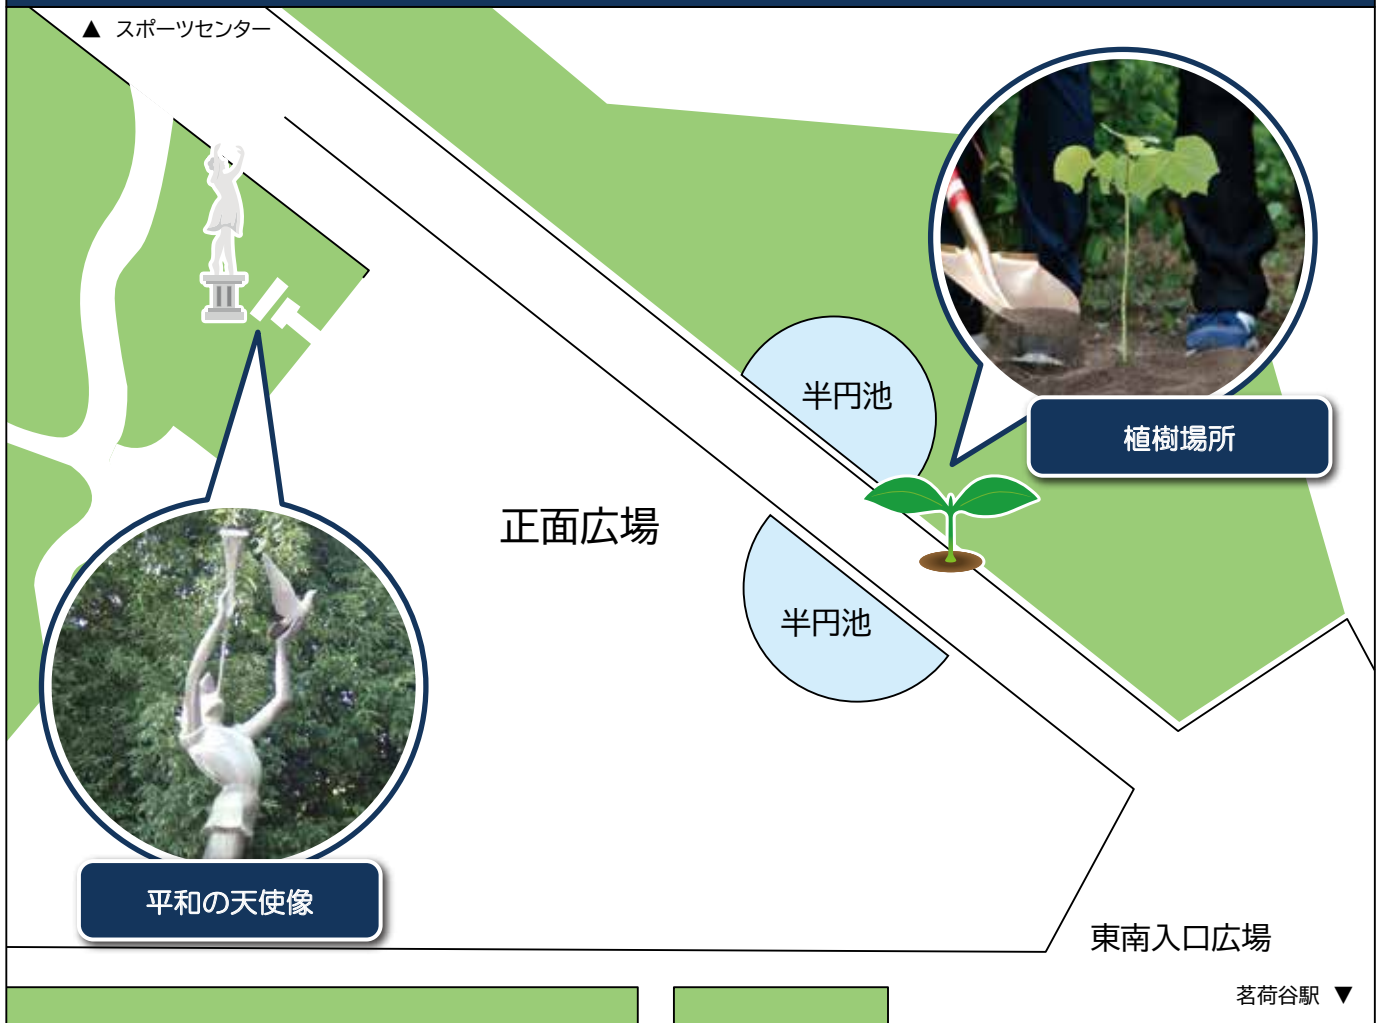 ▲ スポーツセンター
半円池
植樹場所
正面広場
半円池
平和の天使像
東南入口広場
茗荷谷駅 ▼